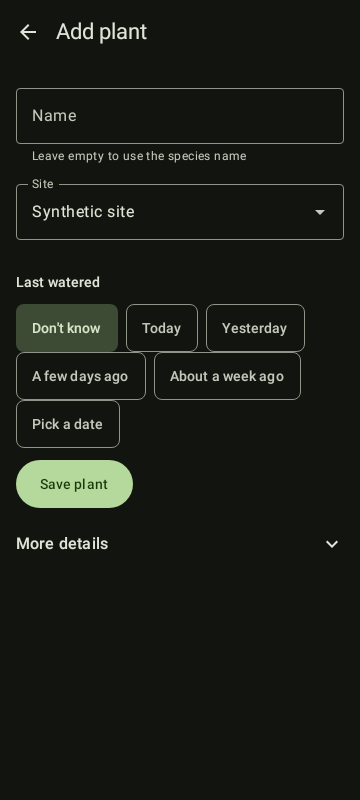 Add plant
Name
Leave empty to use the species name
Site
Synthetic site
Last watered
Don't know Today Yesterday
A few days ago About a week ago
Pick a date
Save plant
More details